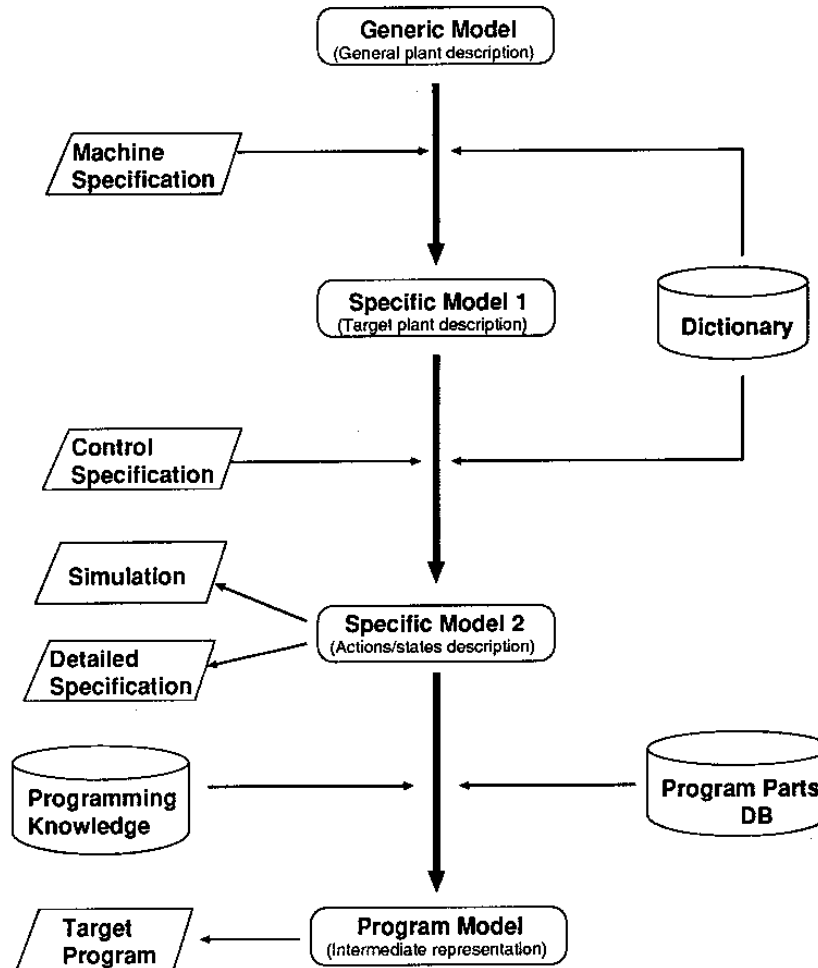 Generic Model
(General plant description)
Machine
Specification
Specific Model 1
(Target plant description)
Dictionary
Control
Specification
Simulation
Specific Model 2
(Actions/states description)
Detailed
Specification
Programming
Knowledge
Program Parts
DB
Program Model
(Intermediate representation)
Target
Program